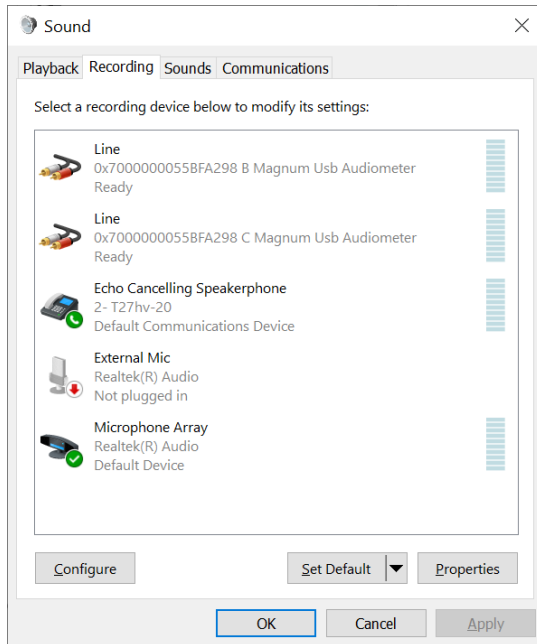 Sound
Playback Recording Sounds Communications
Select a recording device below to modify its settings:
Line
0x7000000055BFA298 B Magnum Usb Audiometer
Ready
Line
0x7000000055BFA298 C Magnum Usb Audiometer
Ready
Echo Cancelling Speakerphone
2- T27hv-20
Default Communications Device
External Mic
Realtek(R) Audio
Not plugged in
Microphone Array
Realtek(R) Audio
Default Device
Configure Set Default Properties
OK Cancel Apply